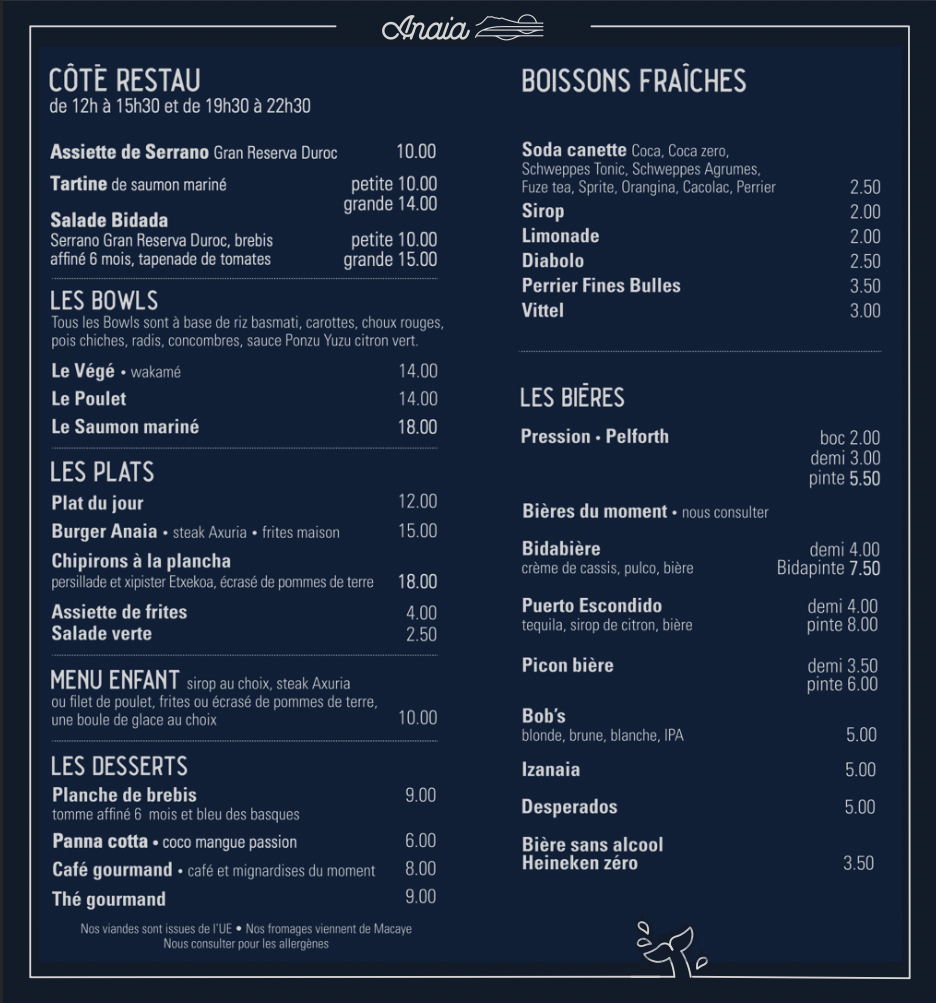 Anaia
CÔTÉ RESTAU
de 12h à 15h30 et de 19h30 à 22h30
Assiette de Serrano Gran Reserva Duroc 10.00
Tartine de saumon mariné petite 10.00
grande 14.00
Salade Bidada
Serrano Gran Reserva Duroc, brebis petite 10.00
affiné 6 mois, tapenade de tomates grande 15.00
LES BOWLS
Tous les Bowls sont à base de riz basmati, carottes, choux rouges,
pois chiches, radis, concombres, sauce Ponzu Yuzu citron vert.
Le Végé • wakamé 14.00
Le Poulet 14.00
Le Saumon mariné 18.00
LES PLATS
Plat du jour 12.00
Burger Anaia • steak Axuria • frites maison 15.00
Chipirons à la plancha
persillade et xipister Etxekoa, écrasé de pommes de terre 18.00
Assiette de frites 4.00
Salade verte 2.50
MENU ENFANT sirop au choix, steak Axuria
ou filet de poulet, frites ou écrasé de pommes de terre,
une boule de glace au choix 10.00
LES DESSERTS
Planche de brebis 9.00
tomme affiné 6 mois et bleu des basques
Panna cotta • coco mangue passion 6.00
Café gourmand • café et mignardises du moment 8.00
Thé gourmand 9.00
Nos viandes sont issues de l'UE • Nos fromages viennent de Macaye
Nous consulter pour les allergènes
BOISSONS FRAÎCHES
Soda canette Coca, Coca zero,
Schweppes Tonic, Schweppes Agrumes,
Fuze tea, Sprite, Orangina, Cacolac, Perrier 2.50
Sirop 2.00
Limonade 2.00
Diabolo 2.50
Perrier Fines Bulles 3.50
Vittel 3.00
LES BIÈRES
Pression • Pelforth boc 2.00
demi 3.00
pinte 5.50
Bières du moment • nous consulter
Bidabière demi 4.00
crème de cassis, pulco, bière Bidapinte 7.50
Puerto Escondido demi 4.00
tequila, sirop de citron, bière pinte 8.00
Picon bière demi 3.50
pinte 6.00
Bob's
blonde, brune, blanche, IPA 5.00
Izanaia 5.00
Desperados 5.00
Bière sans alcool
Heineken zéro 3.50